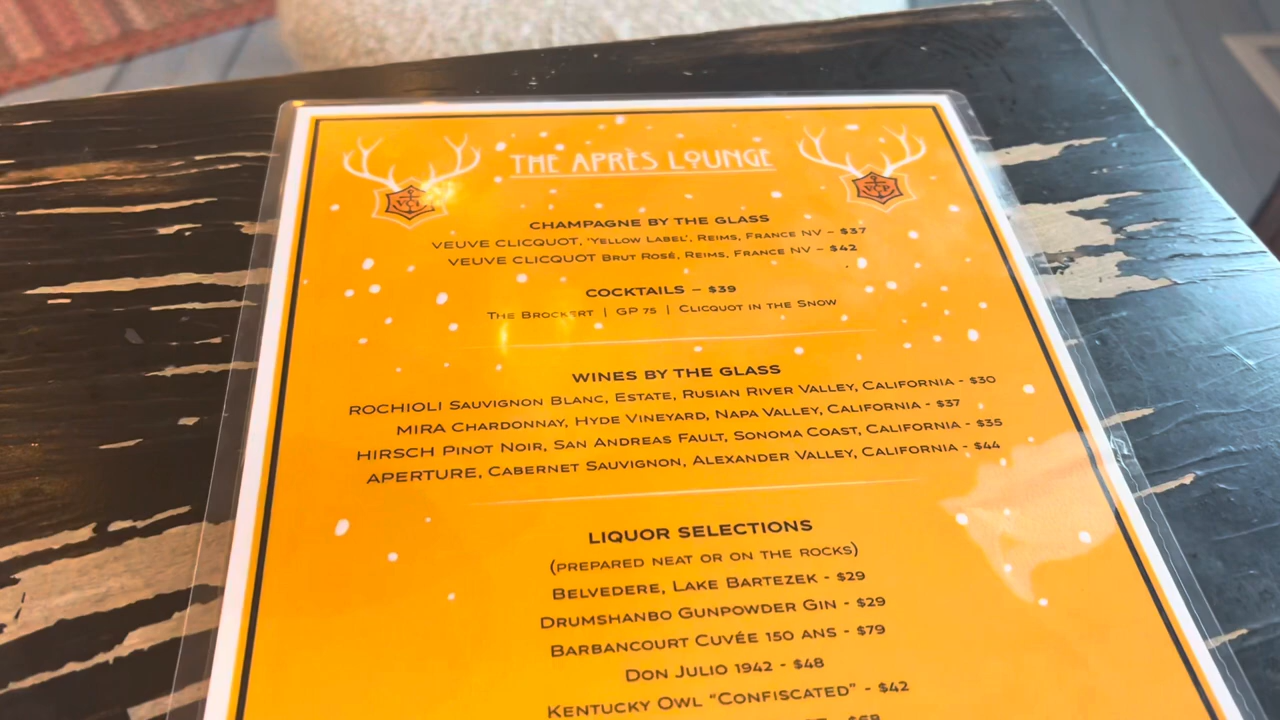 THE APRÈS LOUNGE
VCP
CHAMPAGNE BY THE GLASS
VEUVE CLICQUOT, 'YELLOW LABEL', REIMS, FRANCE NV – $37
VEUVE CLICQUOT BRUT ROSÉ, REIMS, FRANCE NV – $42
COCKTAILS – $39
THE BROCKERT | GP 75 | CLICQUOT IN THE SNOW
WINES BY THE GLASS
ROCHIOLI SAUVIGNON BLANC, ESTATE, RUSIAN RIVER VALLEY, CALIFORNIA - $30
MIRA CHARDONNAY, HYDE VINEYARD, NAPA VALLEY, CALIFORNIA - $37
HIRSCH PINOT NOIR, SAN ANDREAS FAULT, SONOMA COAST, CALIFORNIA - $35
APERTURE, CABERNET SAUVIGNON, ALEXANDER VALLEY, CALIFORNIA - $44
LIQUOR SELECTIONS
(PREPARED NEAT OR ON THE ROCKS)
BELVEDERE, LAKE BARTEZEK - $29
DRUMSHANBO GUNPOWDER GIN - $29
BARBANCOURT CUVÉE 150 ANS - $79
DON JULIO 1942 - $48
KENTUCKY OWL "CONFISCATED" - $42